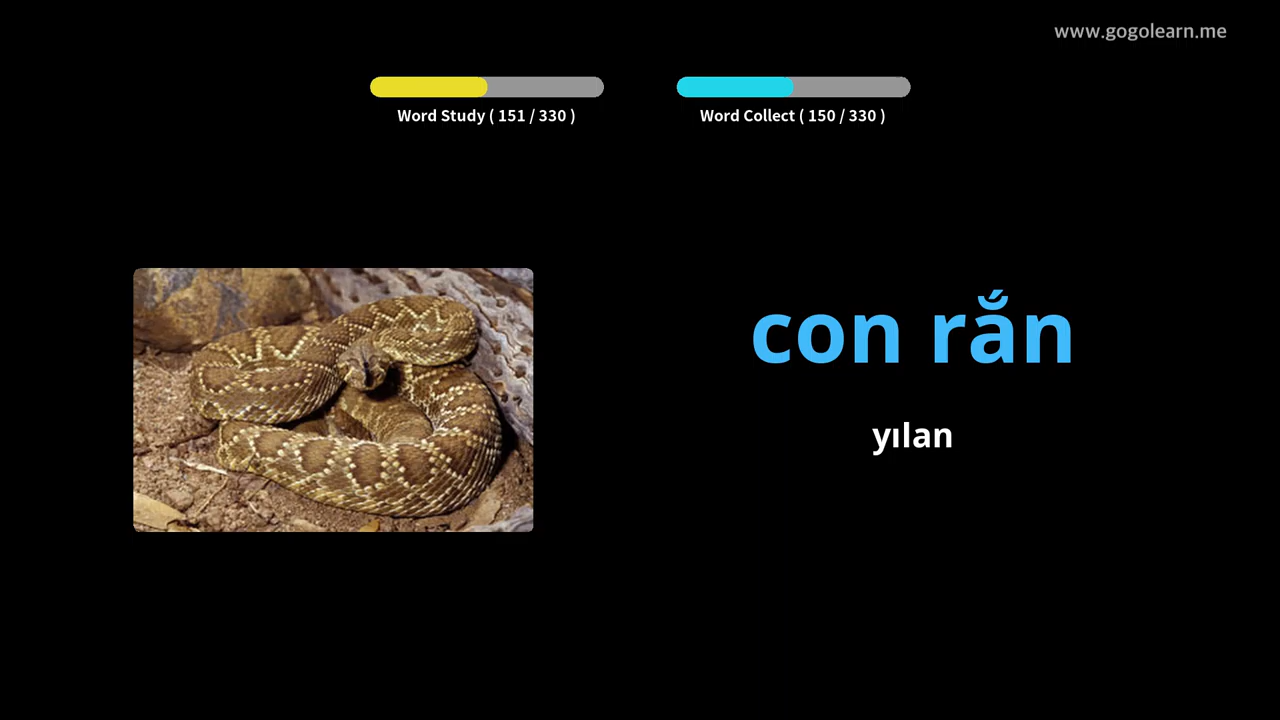 www.gogolearn.me
Word Study ( 151 / 330 )
Word Collect ( 150 / 330 )
con rắn
yılan